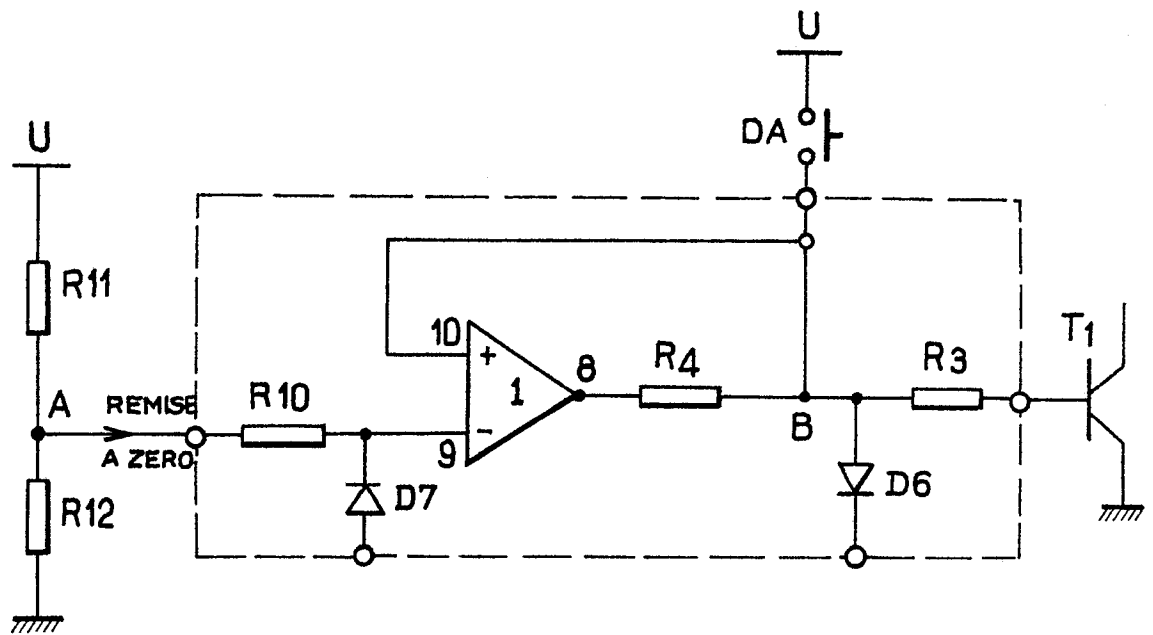 U
DA
U
R11
A
REMISE
A ZERO
R12
R10
10
+
1
8
9
-
D7
R4
B
R3
D6
T1